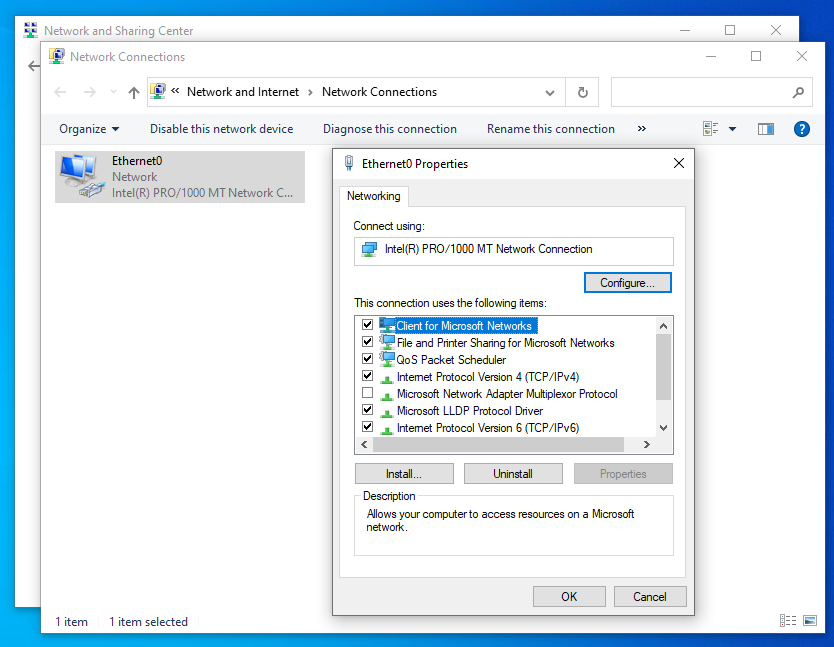 Network and Sharing Center
Network Connections
« Network and Internet › Network Connections
Organize Disable this network device Diagnose this connection Rename this connection »
?
Ethernet0
Network
Intel(R) PRO/1000 MT Network C...
Ethernet0 Properties
Networking
Connect using:
Intel(R) PRO/1000 MT Network Connection
Configure...
This connection uses the following items:
Client for Microsoft Networks
File and Printer Sharing for Microsoft Networks
QoS Packet Scheduler
Internet Protocol Version 4 (TCP/IPv4)
Microsoft Network Adapter Multiplexor Protocol
Microsoft LLDP Protocol Driver
Internet Protocol Version 6 (TCP/IPv6)
Install... Uninstall Properties
Description
Allows your computer to access resources on a Microsoft
network.
OK Cancel
1 item 1 item selected